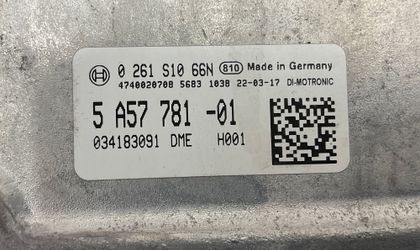 0 261 S10 66N 810 Made in Germany
4740020708 5683 1038 22-03-17 DI-MOTRONIC
5 A57 781 -01
034183091 DME H001